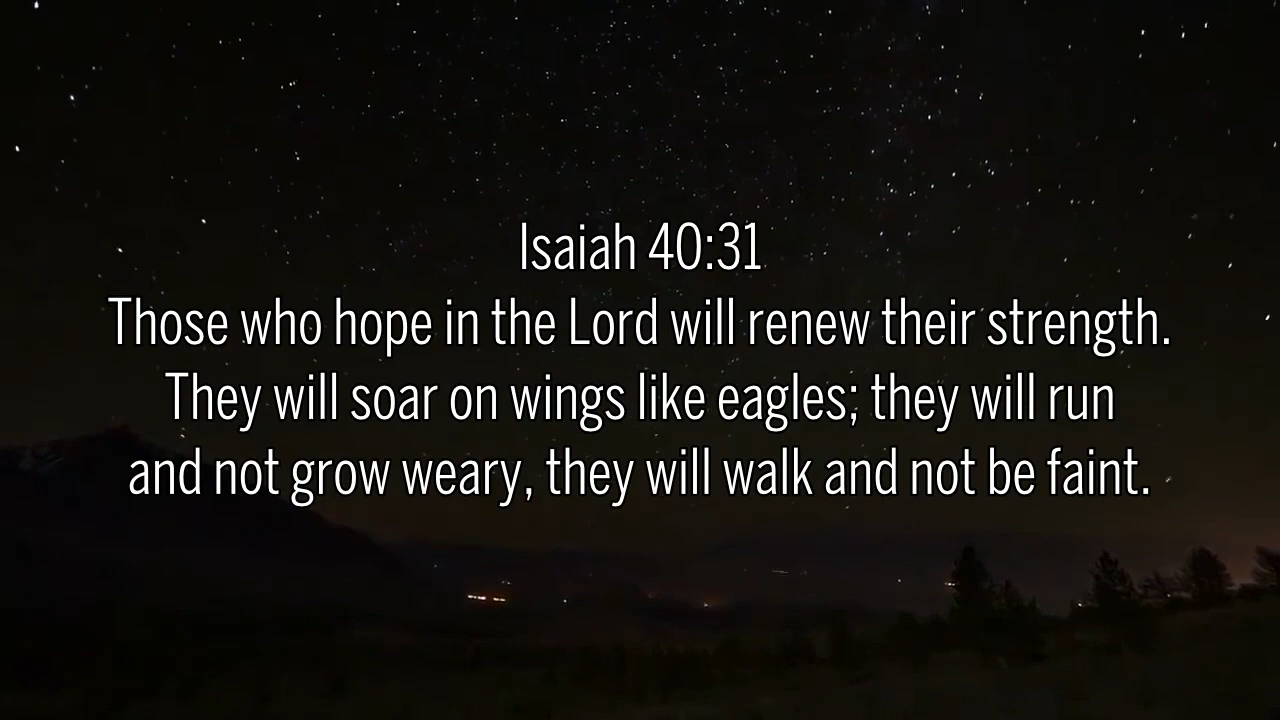 Isaiah 40:31
Those who hope in the Lord will renew their strength.
They will soar on wings like eagles; they will run
and not grow weary, they will walk and not be faint.